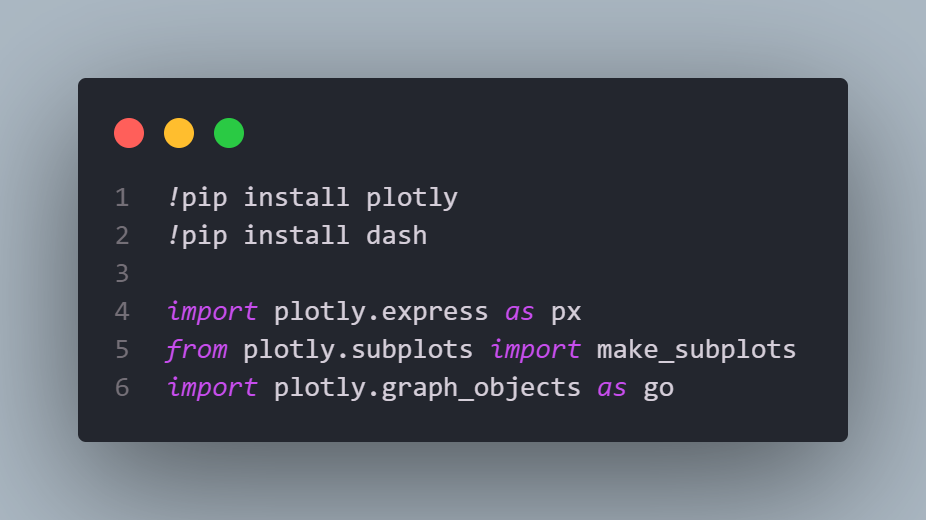 1 !pip install plotly
2 !pip install dash
3
4 import plotly.express as px
5 from plotly.subplots import make_subplots
6 import plotly.graph_objects as go